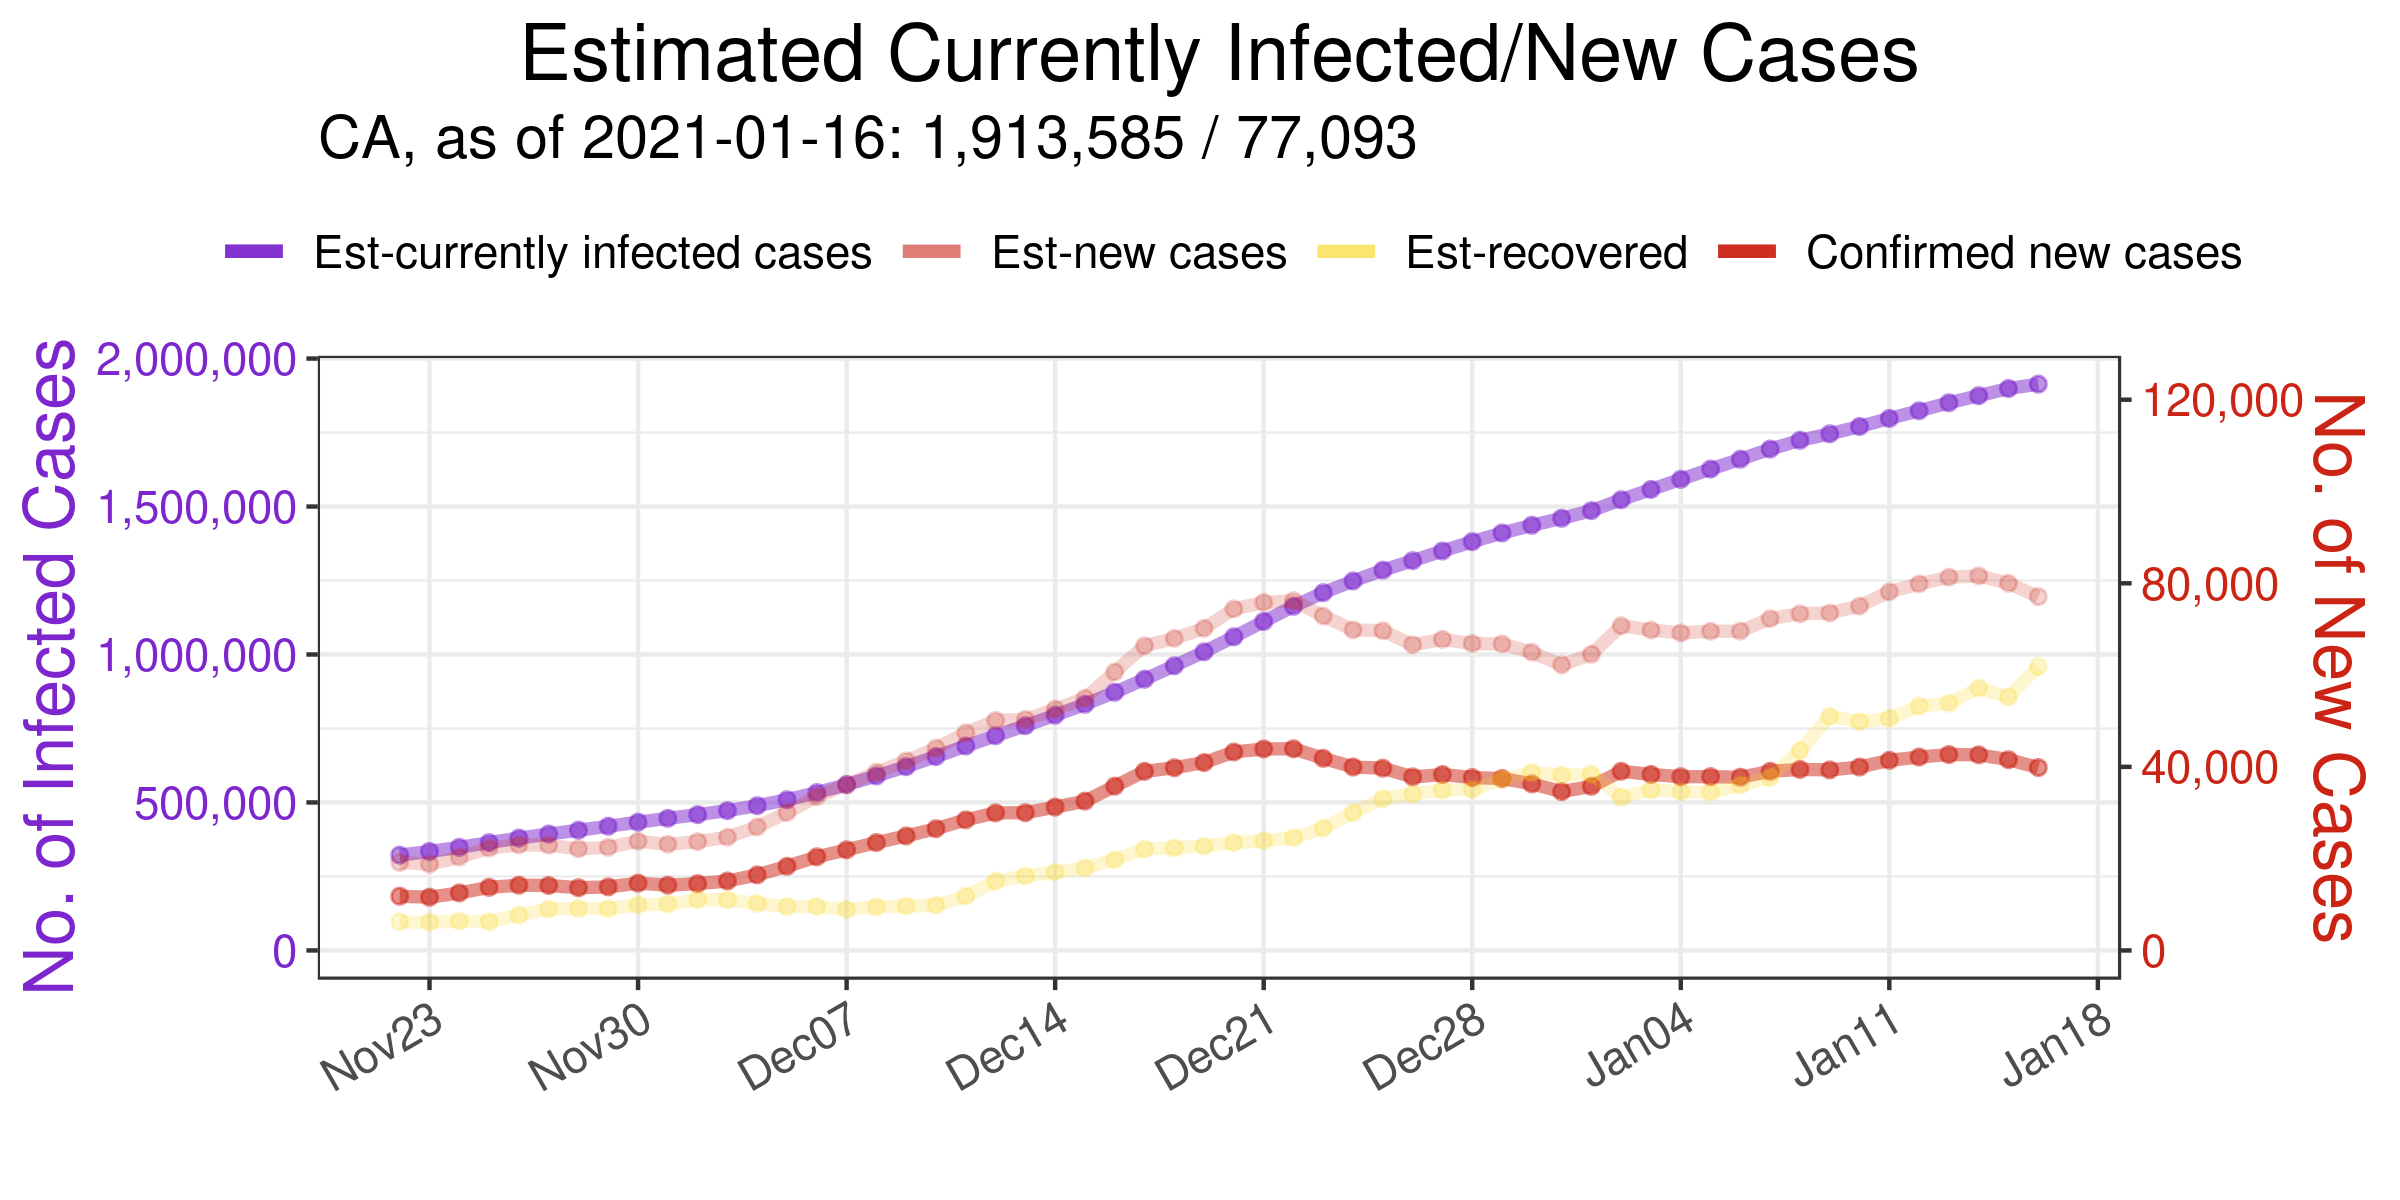 Estimated Currently Infected/New Cases
CA, as of 2021-01-16: 1,913,585 / 77,093
Est-currently infected cases Est-new cases Est-recovered Confirmed new cases
No. of Infected Cases
2,000,000
1,500,000
1,000,000
500,000
0
120,000
80,000
40,000
0
No. of New Cases
Nov23 Nov30 Dec07 Dec14 Dec21 Dec28 Jan04 Jan11 Jan18